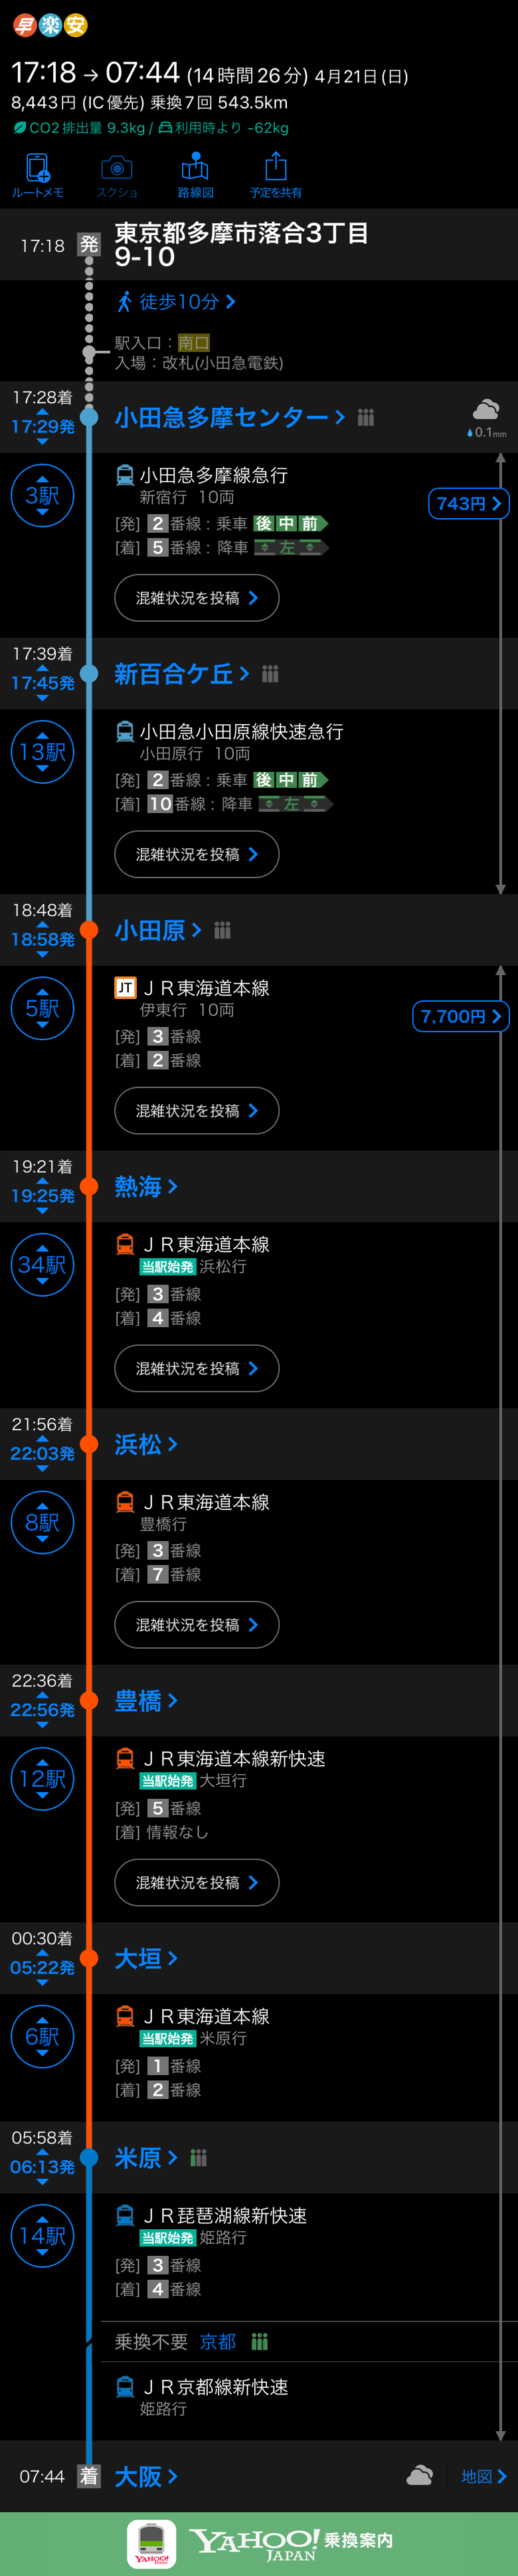 早楽安
17:18 → 07:44 (14時間26分) 4月21日(日)
8,443円 (IC優先) 乗換7回 543.5km
CO2排出量 9.3kg / 利用時より -62kg
ルートメモ スクショ 路線図 予定を共有
17:18 発 東京都多摩市落合3丁目
9-10
徒歩10分
駅入口：南口
入場：改札(小田急電鉄)
17:28着
17:29発
小田急多摩センター
0.1mm
3駅
小田急多摩線急行
新宿行 10両
743円
[発] 2番線：乗車 後 中 前
[着] 5番線：降車 左
混雑状況を投稿
17:39着
17:45発
新百合ケ丘
13駅
小田急小田原線快速急行
小田原行 10両
[発] 2番線：乗車 後 中 前
[着] 10番線：降車 左
混雑状況を投稿
18:48着
18:58発
小田原
5駅
JT ＪＲ東海道本線
伊東行 10両
7,700円
[発] 3番線
[着] 2番線
混雑状況を投稿
19:21着
19:25発
熱海
34駅
ＪＲ東海道本線
当駅始発 浜松行
[発] 3番線
[着] 4番線
混雑状況を投稿
21:56着
22:03発
浜松
8駅
ＪＲ東海道本線
豊橋行
[発] 3番線
[着] 7番線
混雑状況を投稿
22:36着
22:56発
豊橋
12駅
ＪＲ東海道本線新快速
当駅始発 大垣行
[発] 5番線
[着] 情報なし
混雑状況を投稿
00:30着
05:22発
大垣
6駅
ＪＲ東海道本線
当駅始発 米原行
[発] 1番線
[着] 2番線
05:58着
06:13発
米原
14駅
ＪＲ琵琶湖線新快速
当駅始発 姫路行
[発] 3番線
[着] 4番線
乗換不要 京都
ＪＲ京都線新快速
姫路行
07:44 着 大阪 地図
YAHOO! JAPAN YAHOO! JAPAN 乗換案内